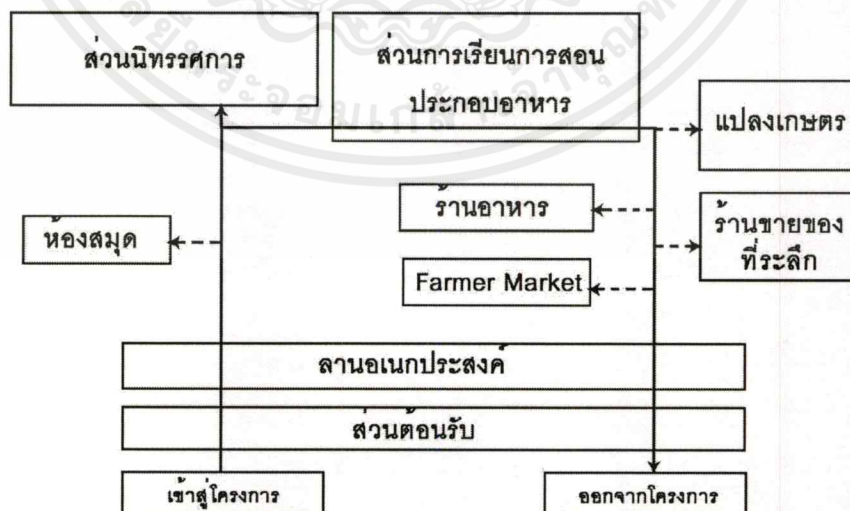 ส่วนนิทรรศการ
ส่วนการเรียนการสอน
ประกอบอาหาร
แปลงเกษตร
ร้านอาหาร
ห้องสมุด
ร้านขายของ
ที่ระลึก
Farmer Market
ลานอเนกประสงค์
ส่วนต้อนรับ
เข้าสู่โครงการ
ออกจากโครงการ